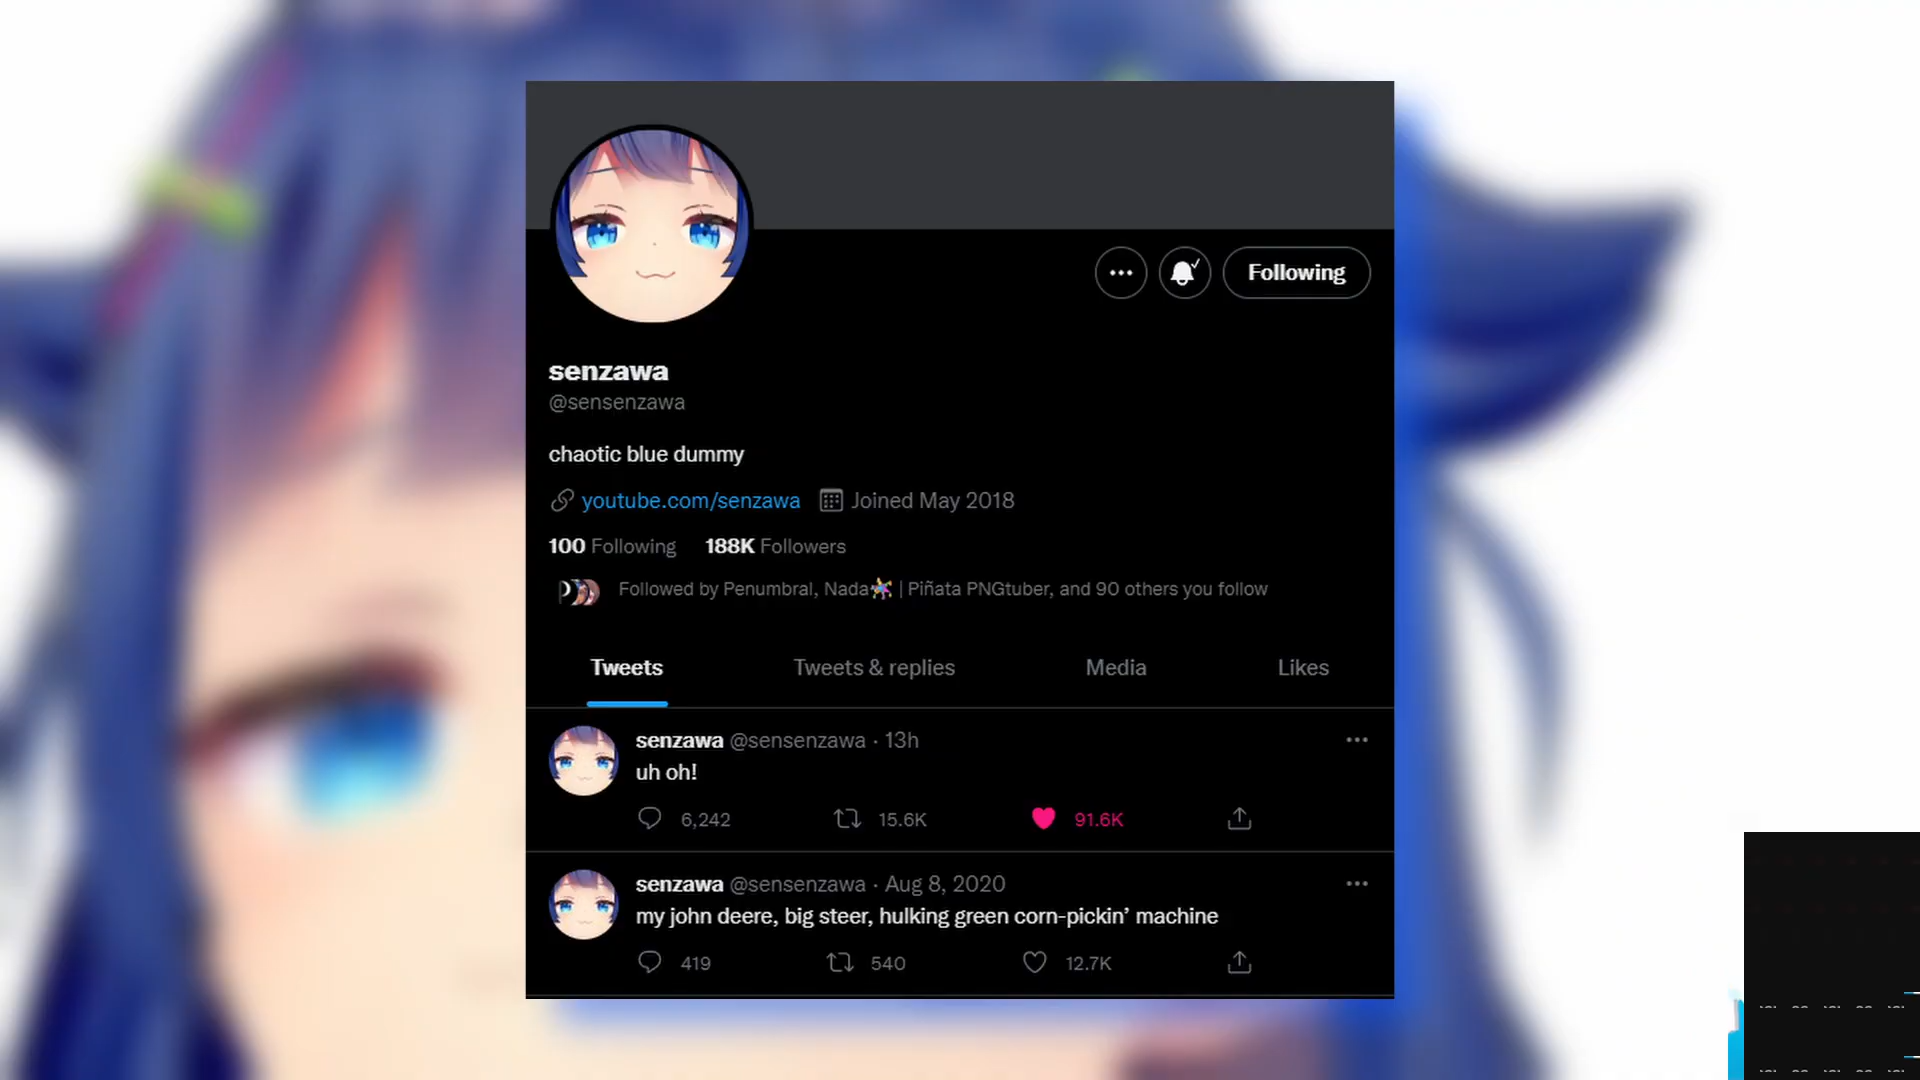 Following
senzawa
@sensenzawa
chaotic blue dummy
youtube.com/senzawa Joined May 2018
100 Following 188K Followers
Followed by Penumbral, Nada | Piñata PNGtuber, and 90 others you follow
Tweets Tweets & replies Media Likes
senzawa @sensenzawa · 13h
uh oh!
6,242 15.6K 91.6K
senzawa @sensenzawa · Aug 8, 2020
my john deere, big steer, hulking green corn-pickin’ machine
419 540 12.7K